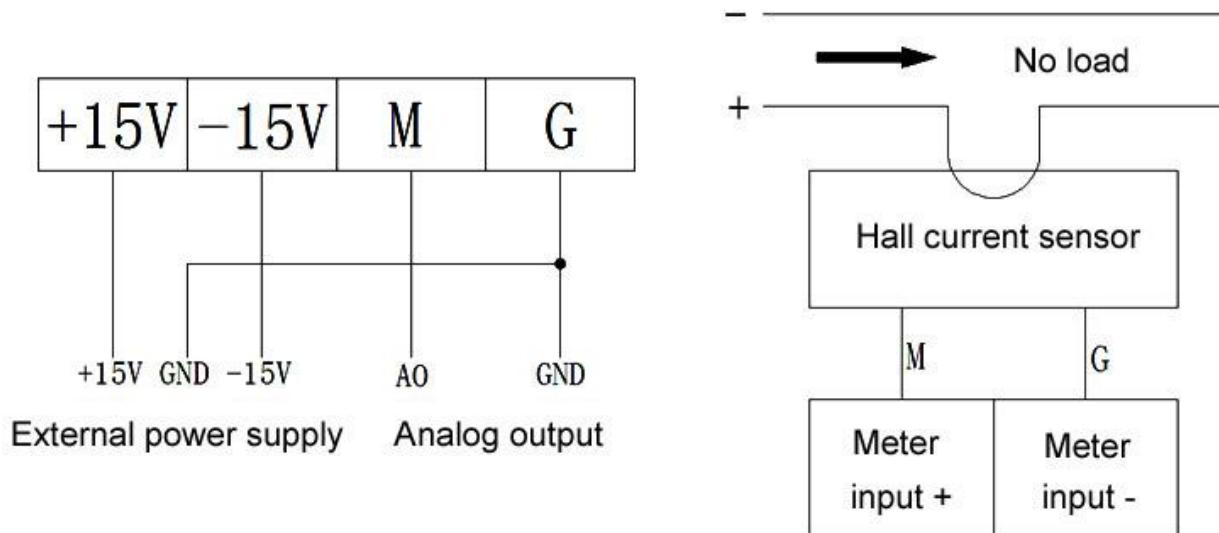 +15V -15V M G
+15V GND -15V AO GND
External power supply Analog output
- 
No load
+
Hall current sensor
M G
Meter input +
Meter input -